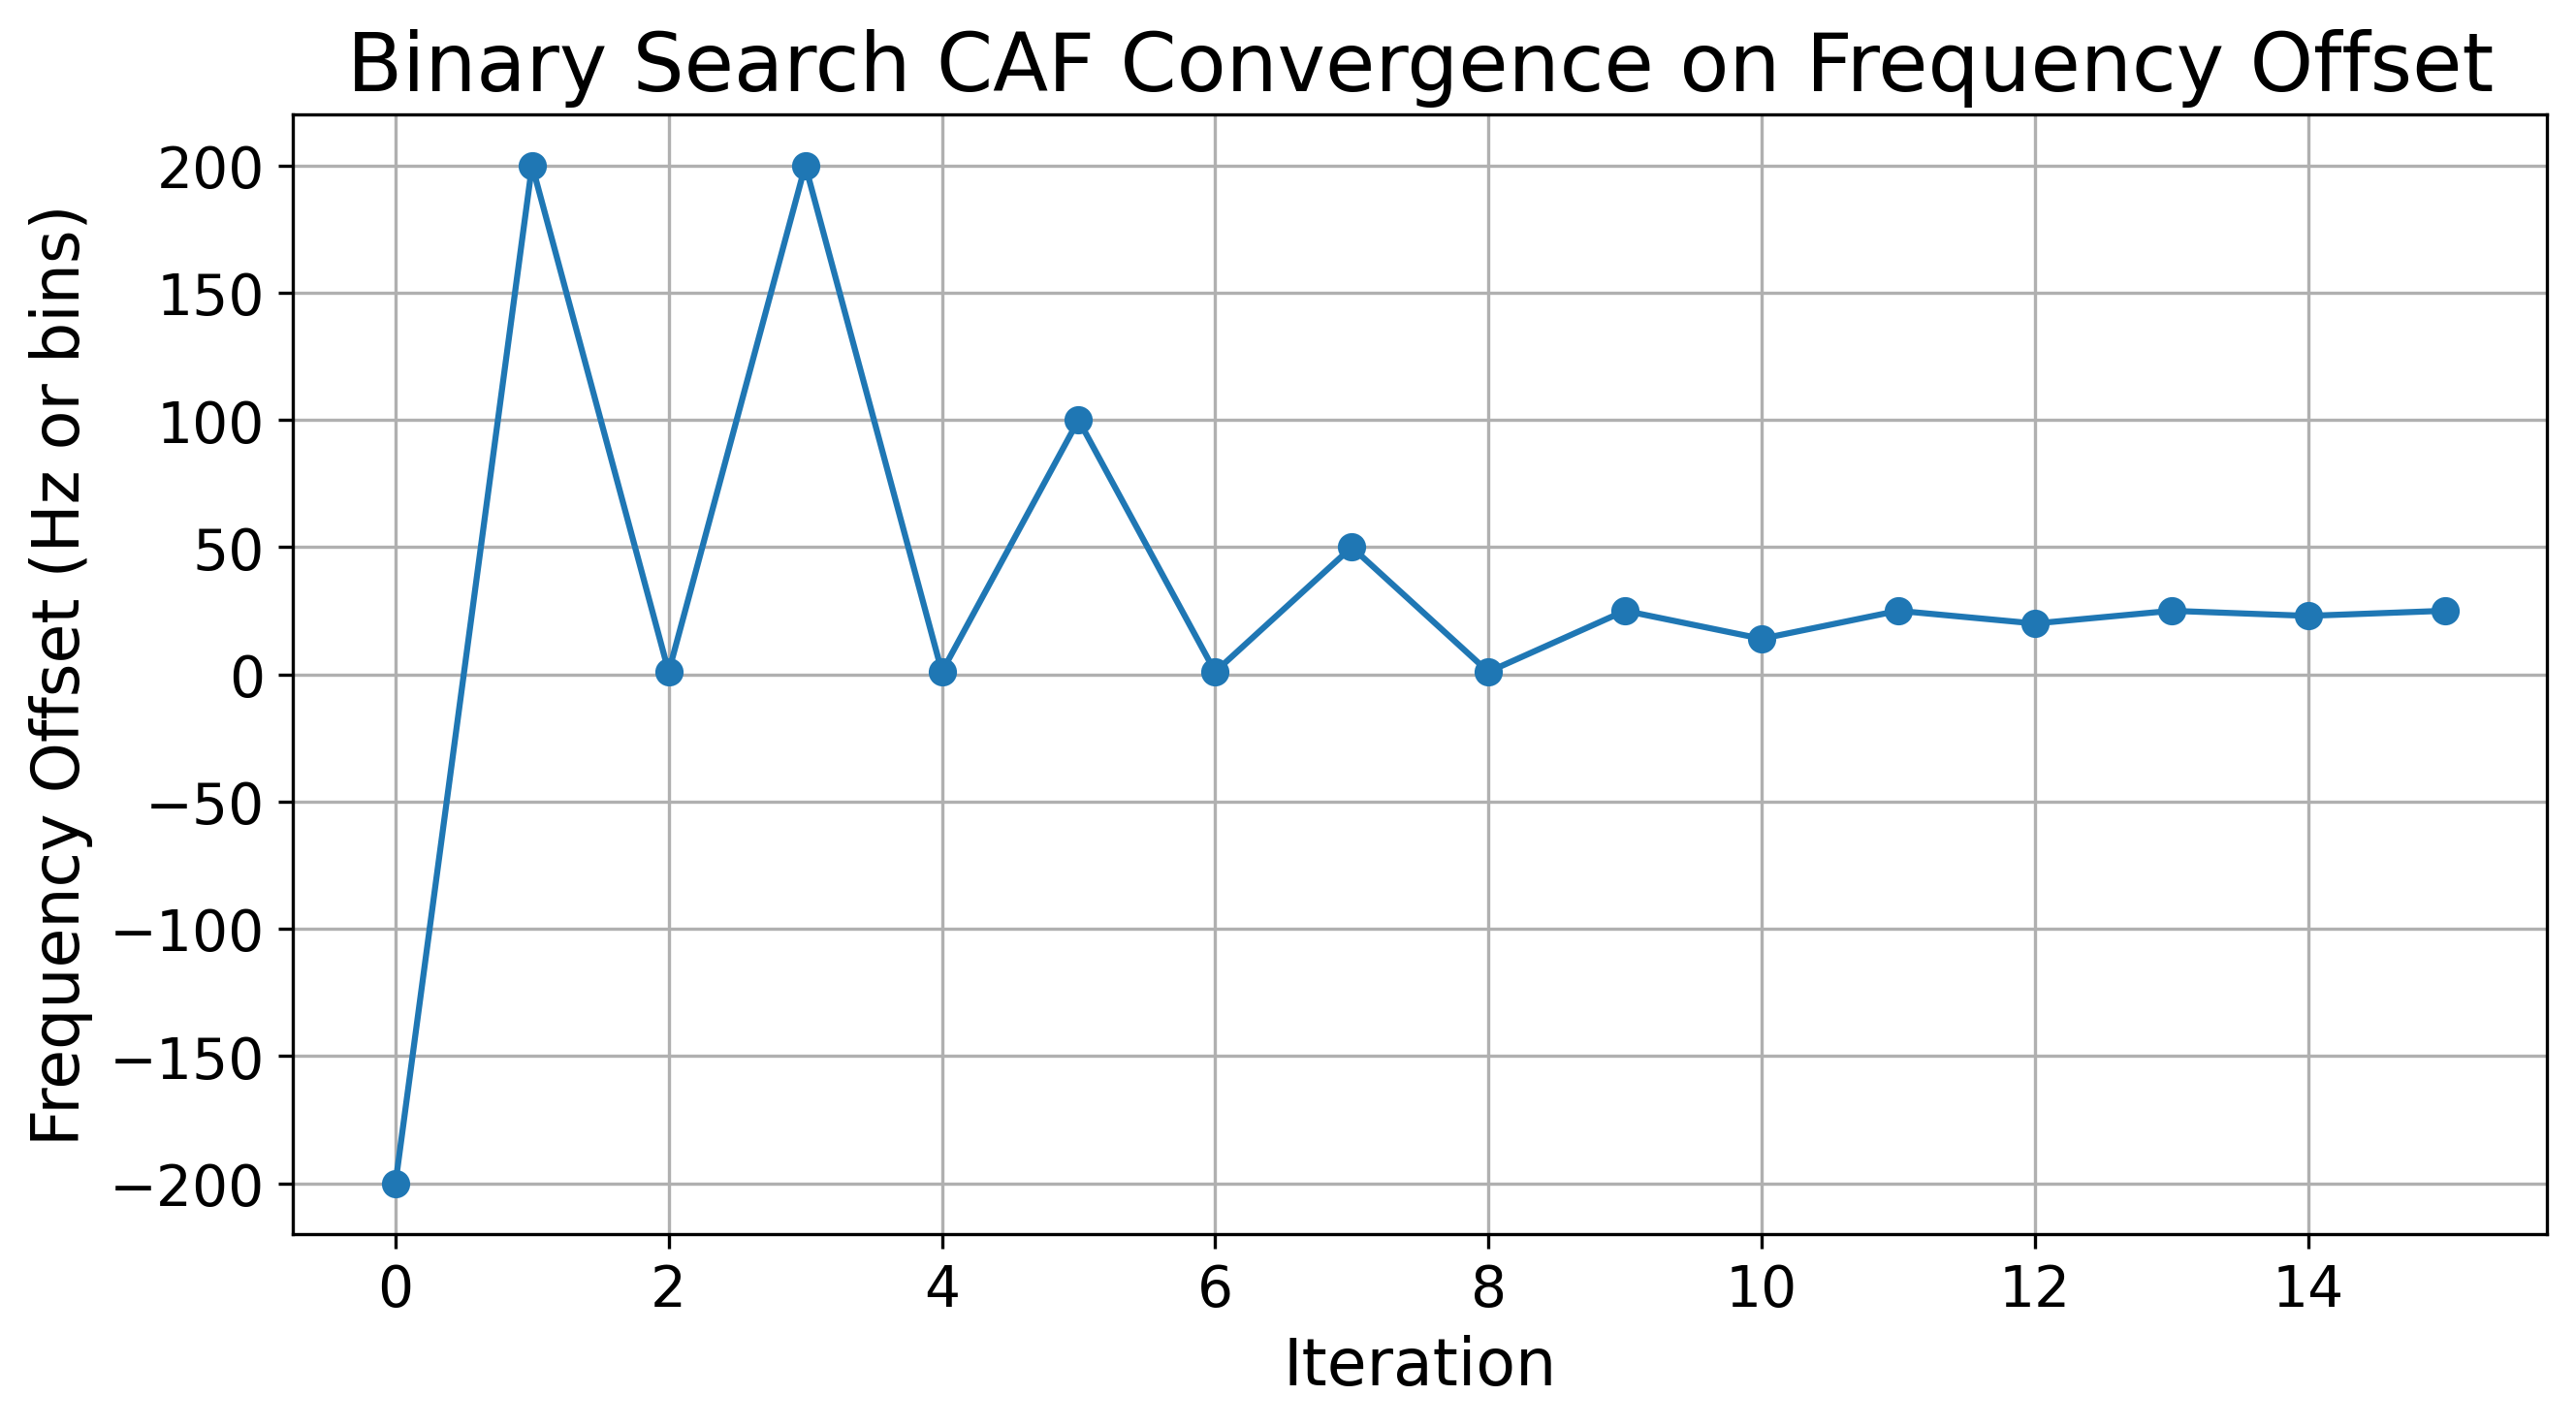 Binary Search CAF Convergence on Frequency Offset
Frequency Offset (Hz or bins)
200
150
100
50
0
−50
−100
−150
−200
0 2 4 6 8 10 12 14
Iteration